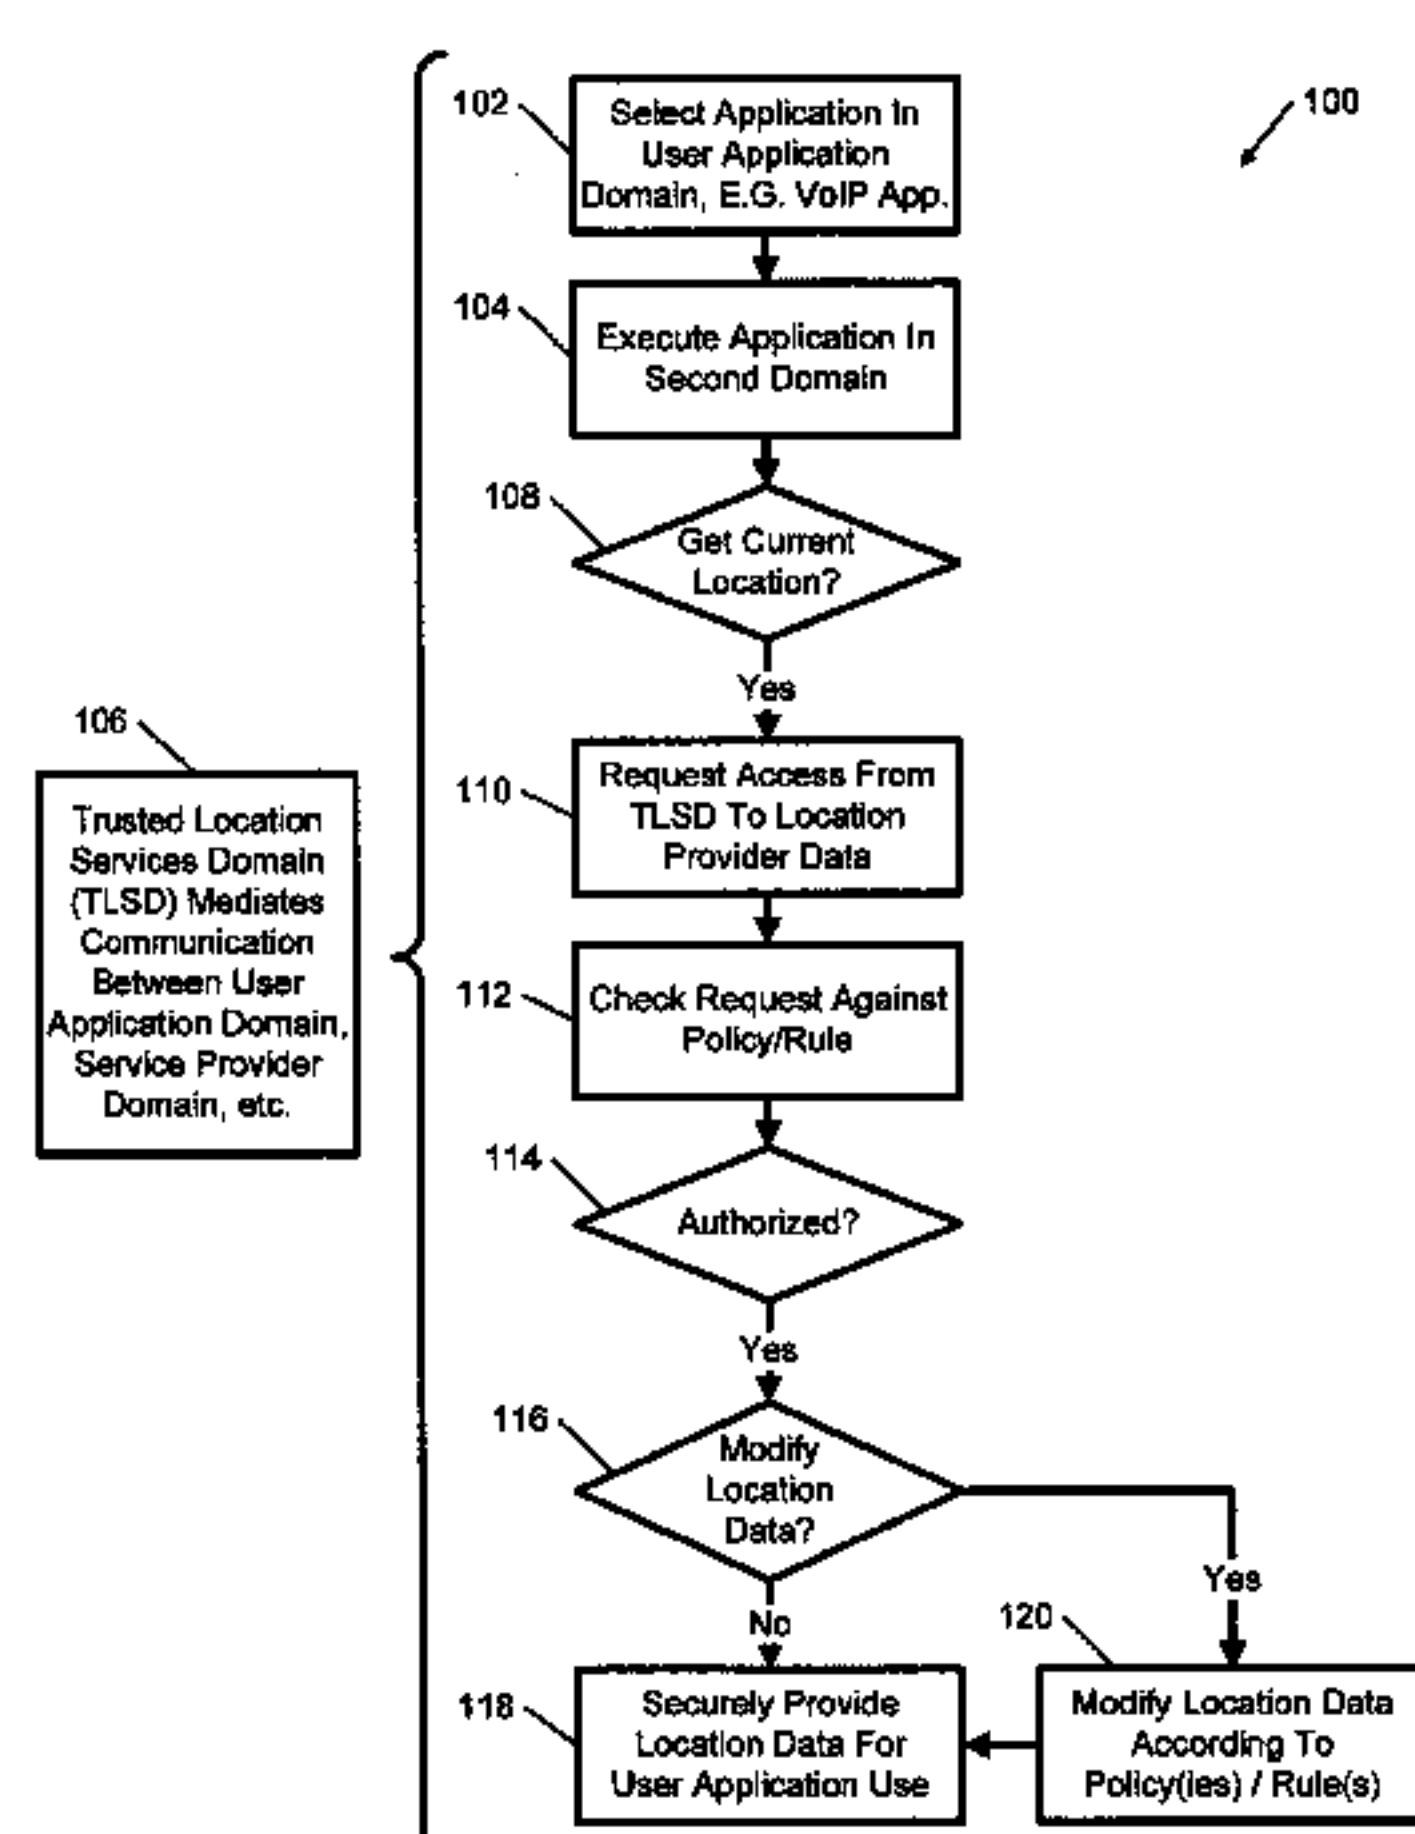 100
102
Select Application In
User Application
Domain, E.G. VoIP App.
104
Execute Application In
Second Domain
108
Get Current
Location?
Yes
106
Trusted Location
Services Domain
(TLSD) Mediates
Communication
Between User
Application Domain,
Service Provider
Domain, etc.
110
Request Access From
TLSD To Location
Provider Data
112
Check Request Against
Policy/Rule
114
Authorized?
Yes
116
Modify
Location
Data?
Yes
No
118
Securely Provide
Location Data For
User Application Use
120
Modify Location Data
According To
Policy(ies) / Rule(s)